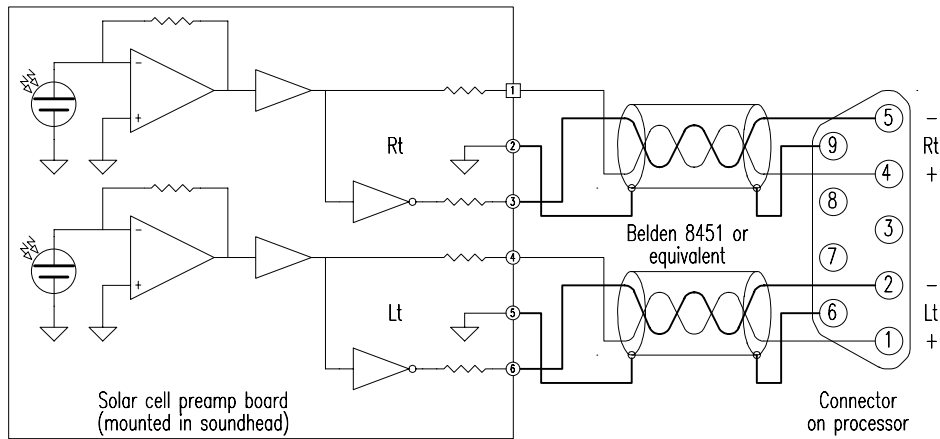 −
+
1
Rt
2
3
−
+
4
Lt
5
6
Solar cell preamp board
(mounted in soundhead)
Belden 8451 or
equivalent
5
−
9
Rt
4
+
8
3
7
2
−
6
Lt
1
+
Connector
on processor